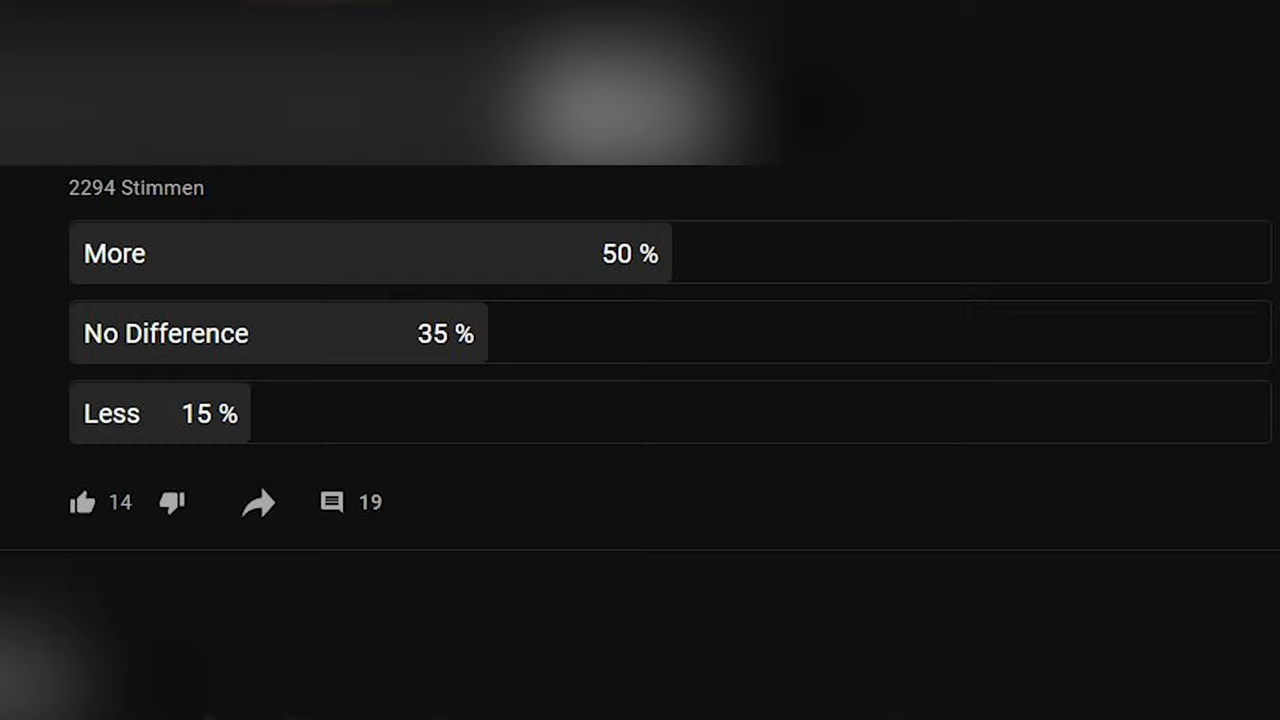 2294 Stimmen
More 50 %
No Difference 35 %
Less 15 %
14 19